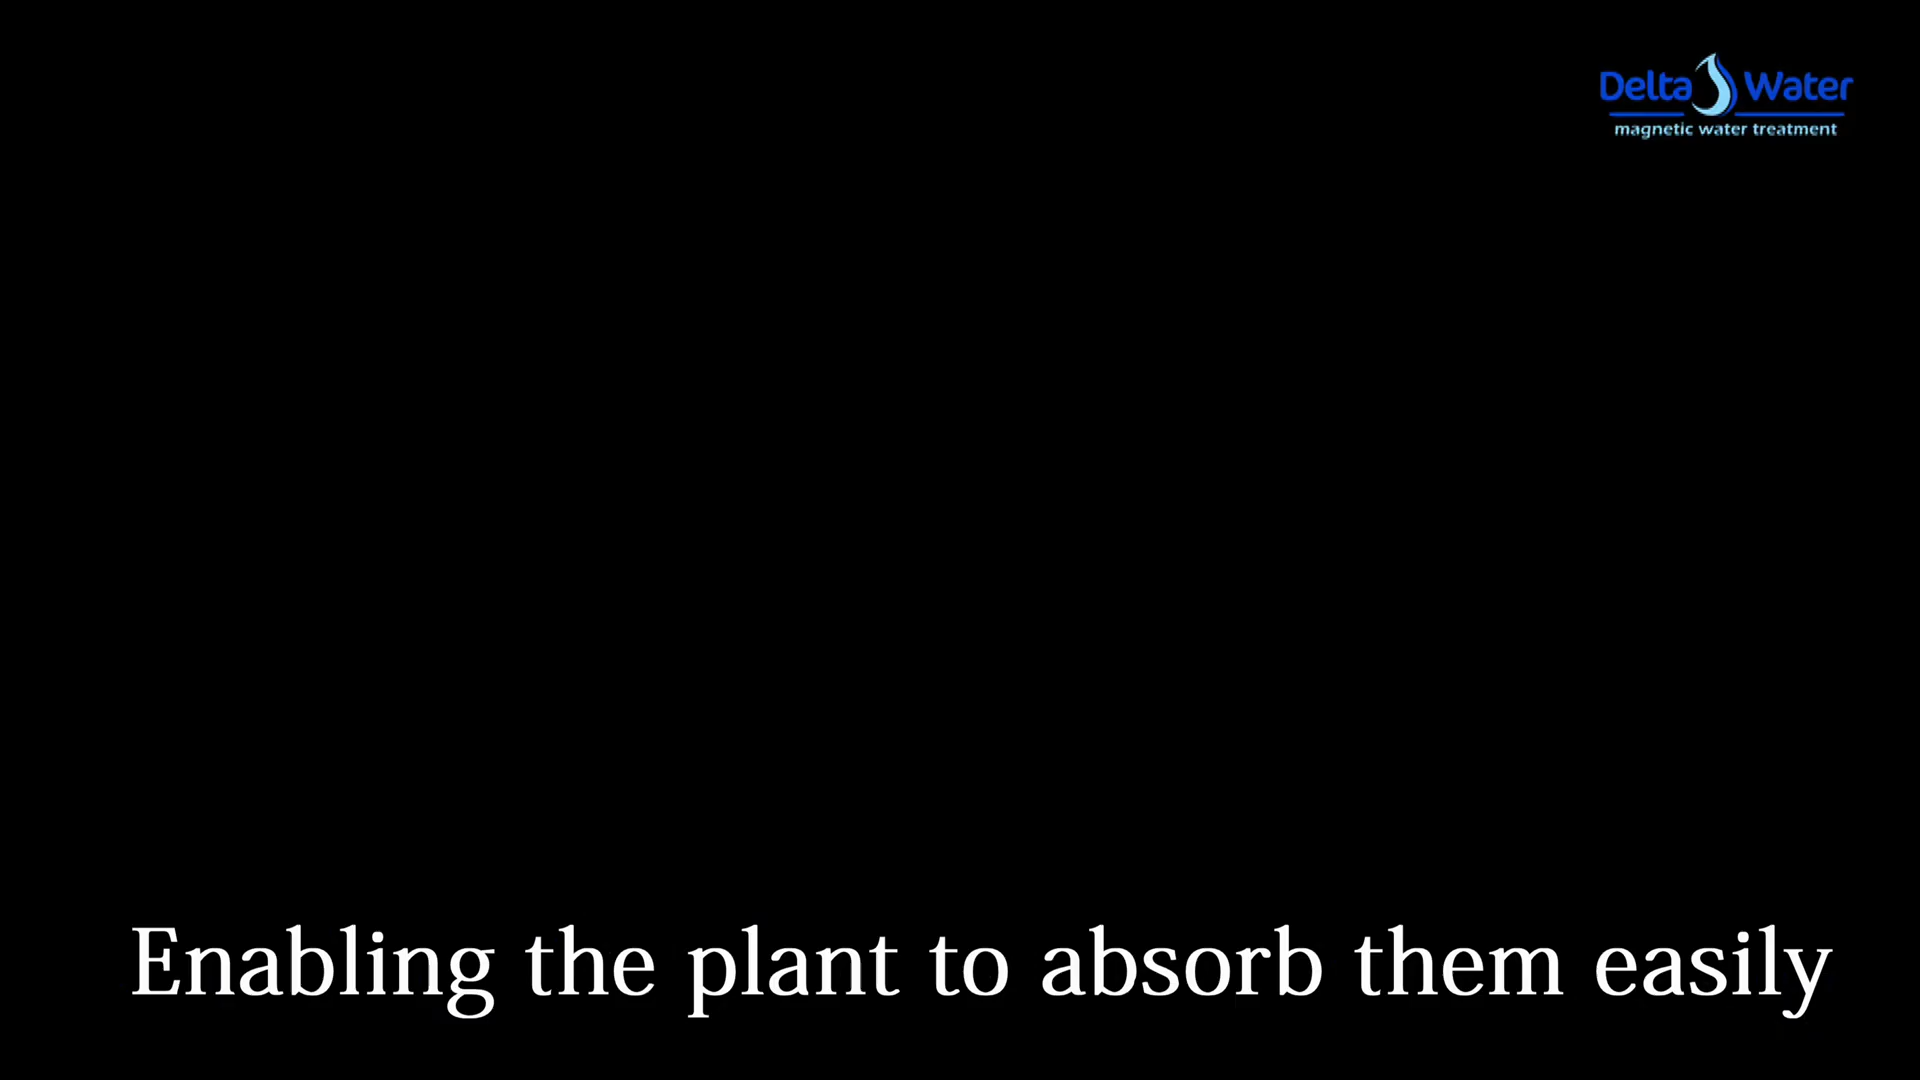 Delta Water
magnetic water treatment
Enabling the plant to absorb them easily